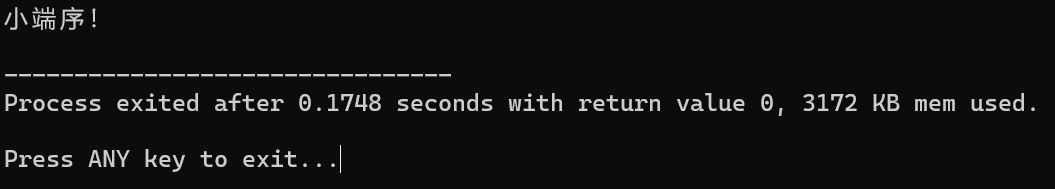 小端序!
--------------------------------
Process exited after 0.1748 seconds with return value 0, 3172 KB mem used.
Press ANY key to exit...